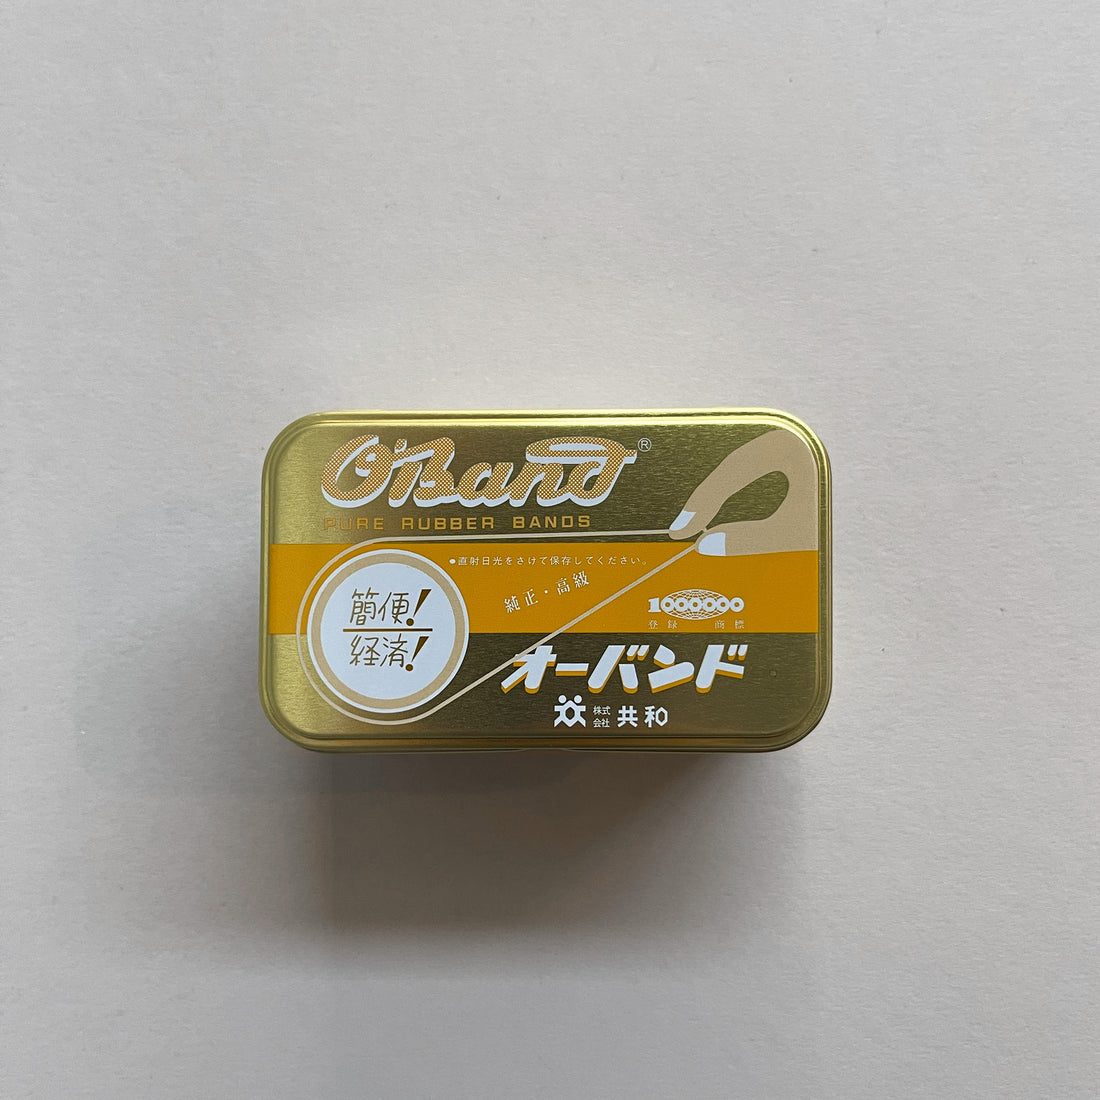 O'Band®
PURE RUBBER BANDS
●直射日光をさけて保存してください。
純正・高級
簡便!
経済!
1000000
登録 商標
オーバンド
株式会社 共和